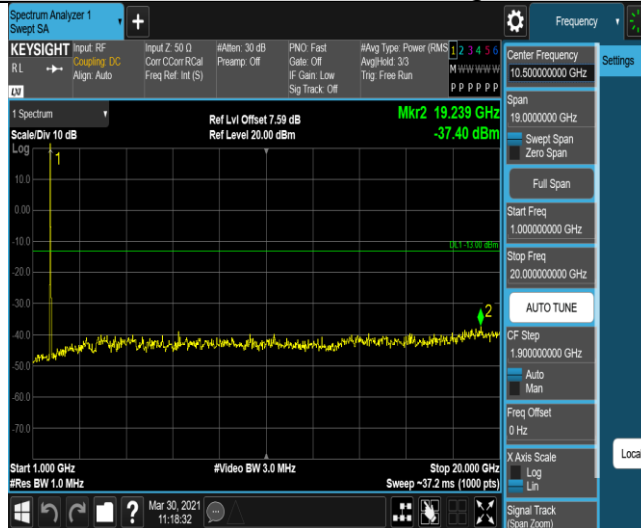 Spectrum Analyzer 1
Swept SA
+
Frequency
KEYSIGHT
RL
LXI
Input: RF
Coupling: DC
Align: Auto
Input Z: 50 Ω
Corr CCorr RCal
Freq Ref: Int (S)
#Atten: 30 dB
Preamp: Off
PNO: Fast
Gate: Off
IF Gain: Low
Sig Track: Off
#Avg Type: Power (RMS
Avg|Hold: 3/3
Trig: Free Run
1 2 3 4 5 6
M W W W W W
P P P P P P
1 Spectrum
Scale/Div 10 dB
Log
Ref Lvl Offset 7.59 dB
Ref Level 20.00 dBm
Mkr2 19.239 GHz
-37.40 dBm
1
10.0
0.00
-10.0
DL1 -13.00 dBm
-20.0
-30.0
2
-40.0
-50.0
-60.0
-70.0
Start 1.000 GHz
#Res BW 1.0 MHz
#Video BW 3.0 MHz
Stop 20.000 GHz
Sweep ~37.2 ms (1000 pts)
?
Mar 30, 2021
11:18:32
Center Frequency
10.500000000 GHz
Span
19.0000000 GHz
Swept Span
Zero Span
Full Span
Start Freq
1.000000000 GHz
Stop Freq
20.000000000 GHz
AUTO TUNE
CF Step
1.900000000 GHz
Auto
Man
Freq Offset
0 Hz
X Axis Scale
Log
Lin
Signal Track
(Span Zoom)
Settings
Local